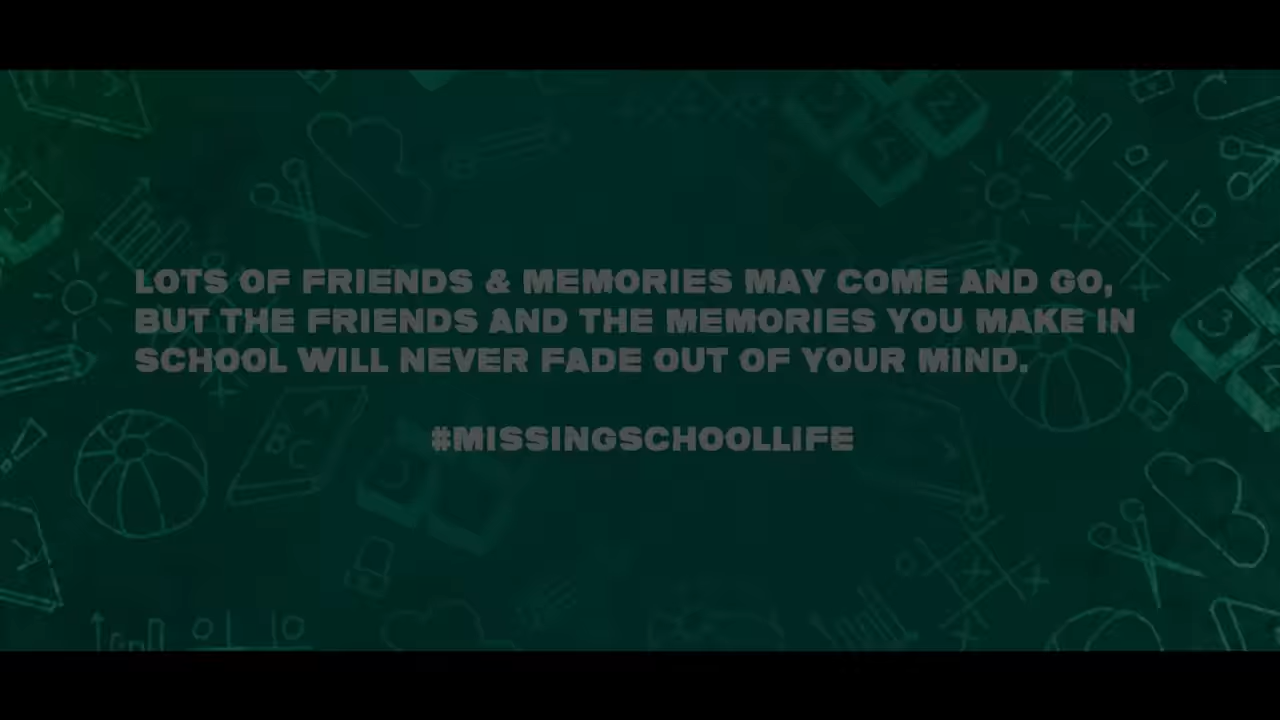 LOTS OF FRIENDS & MEMORIES MAY COME AND GO,
BUT THE FRIENDS AND THE MEMORIES YOU MAKE IN
SCHOOL WILL NEVER FADE OUT OF YOUR MIND.
#MISSINGSCHOOLLIFE